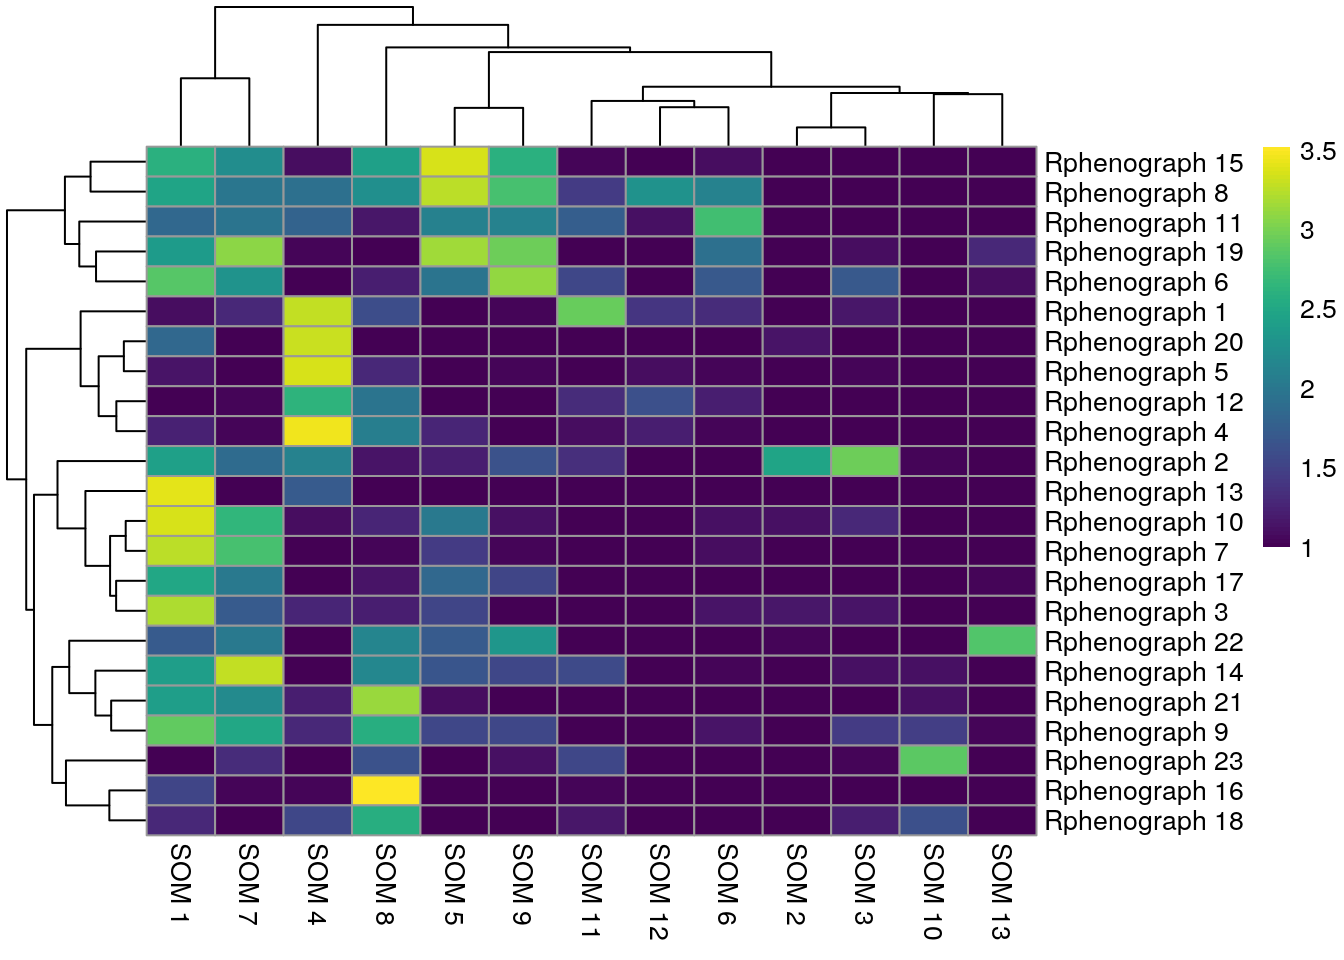 Rphenograph 15
Rphenograph 8
Rphenograph 11
Rphenograph 19
Rphenograph 6
Rphenograph 1
Rphenograph 20
Rphenograph 5
Rphenograph 12
Rphenograph 4
Rphenograph 2
Rphenograph 13
Rphenograph 10
Rphenograph 7
Rphenograph 17
Rphenograph 3
Rphenograph 22
Rphenograph 14
Rphenograph 21
Rphenograph 9
Rphenograph 23
Rphenograph 16
Rphenograph 18
3.5
3
2.5
2
1.5
1
SOM 1
SOM 7
SOM 4
SOM 8
SOM 5
SOM 9
SOM 11
SOM 12
SOM 6
SOM 2
SOM 3
SOM 10
SOM 13